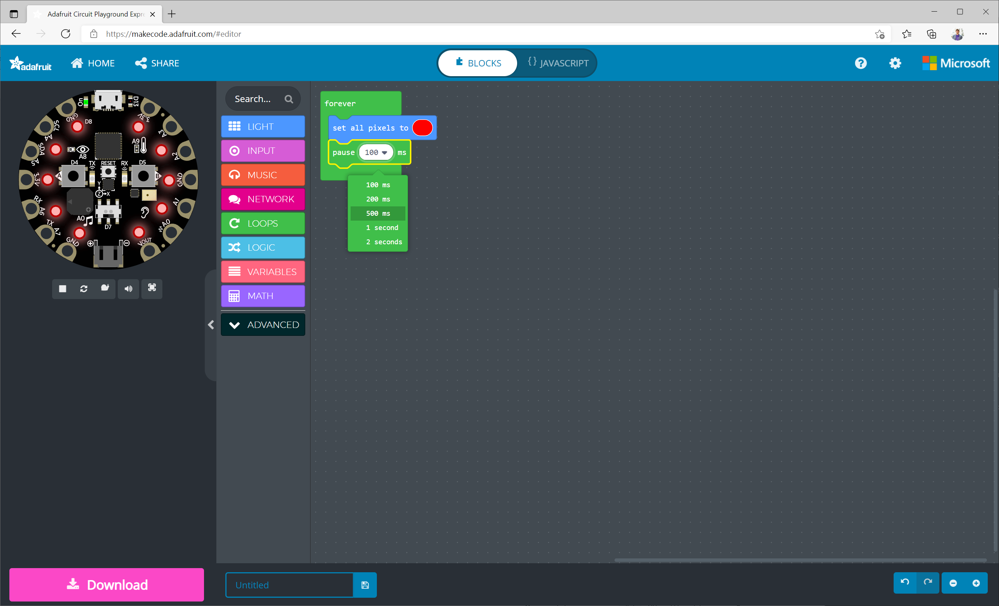 Adafruit Circuit Playground Expre
https://makecode.adafruit.com/#editor
adafruit
HOME
SHARE
BLOCKS
{} JAVASCRIPT
Microsoft
On
D13
GND
D8
3.3V
SCL
A4
A3
SDA
A5
A8
A9
A2
D4
TX
RESET
RX
D5
3.3V
A
B
GND
Y
Z
X
RX
A6
A1
A0
TX
A7
D7
A0
GND
VOUT
Search...
LIGHT
INPUT
MUSIC
NETWORK
LOOPS
LOGIC
VARIABLES
MATH
ADVANCED
forever
set all pixels to
pause 100 ms
100 ms
200 ms
500 ms
1 second
2 seconds
Download
Untitled